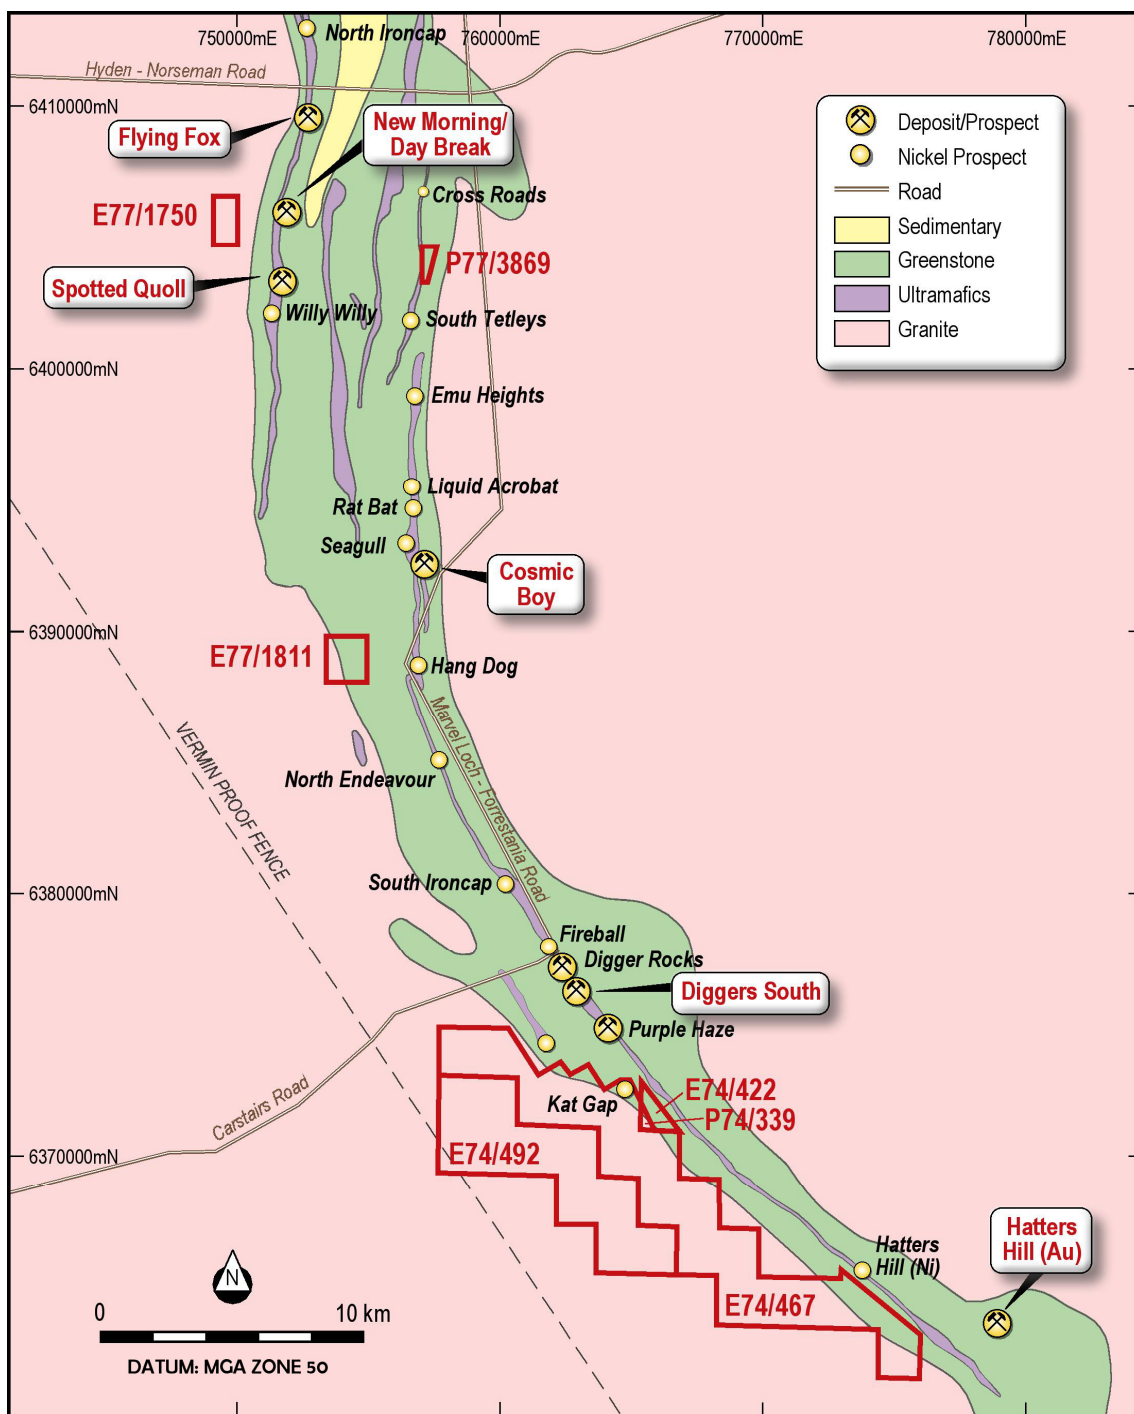 750000mE
760000mE
770000mE
780000mE
North Ironcap
Hyden - Norseman Road
6410000mN
Flying Fox
New Morning/
Day Break
Deposit/Prospect
Nickel Prospect
Road
Sedimentary
Greenstone
Ultramafics
Granite
Cross Roads
E77/1750
P77/3869
Spotted Quoll
Willy Willy
South Tetleys
6400000mN
Emu Heights
Liquid Acrobat
Rat Bat
Seagull
Cosmic
Boy
6390000mN
E77/1811
Hang Dog
Marvel Loch - Forrestania Road
VERMIN PROOF FENCE
North Endeavour
6380000mN
South Ironcap
Fireball
Digger Rocks
Diggers South
Purple Haze
E74/422
Kat Gap
P74/339
Carstairs Road
6370000mN
E74/492
Hatters
Hill (Ni)
Hatters
Hill (Au)
E74/467
N
0
10 km
DATUM: MGA ZONE 50